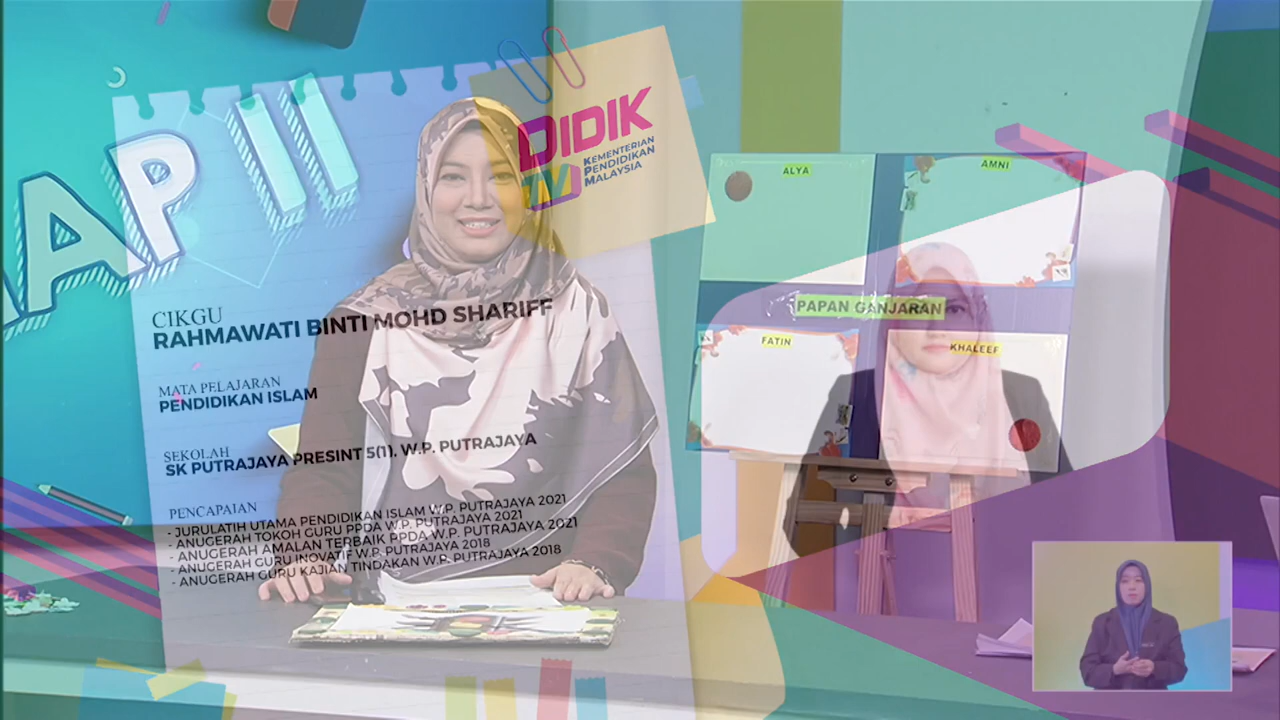 AP II
DIDIK
TV
KEMENTERIAN
PENDIDIKAN
MALAYSIA
CIKGU
RAHMAWATI BINTI MOHD SHARIFF
MATA PELAJARAN
PENDIDIKAN ISLAM
SEKOLAH
SK PUTRAJAYA PRESINT 5(1), W.P. PUTRAJAYA
PENCAPAIAN
- JURULATIH UTAMA PENDIDIKAN ISLAM W.P. PUTRAJAYA 2021
- ANUGERAH TOKOH GURU PPDA W.P. PUTRAJAYA 2021
- ANUGERAH AMALAN TERBAIK PPDA W.P. PUTRAJAYA 2021
- ANUGERAH GURU INOVATIF W.P. PUTRAJAYA 2018
- ANUGERAH GURU KAJIAN TINDAKAN W.P. PUTRAJAYA 2018
ALYA
AMNI
PAPAN GANJARAN
FATIN
KHALEEF